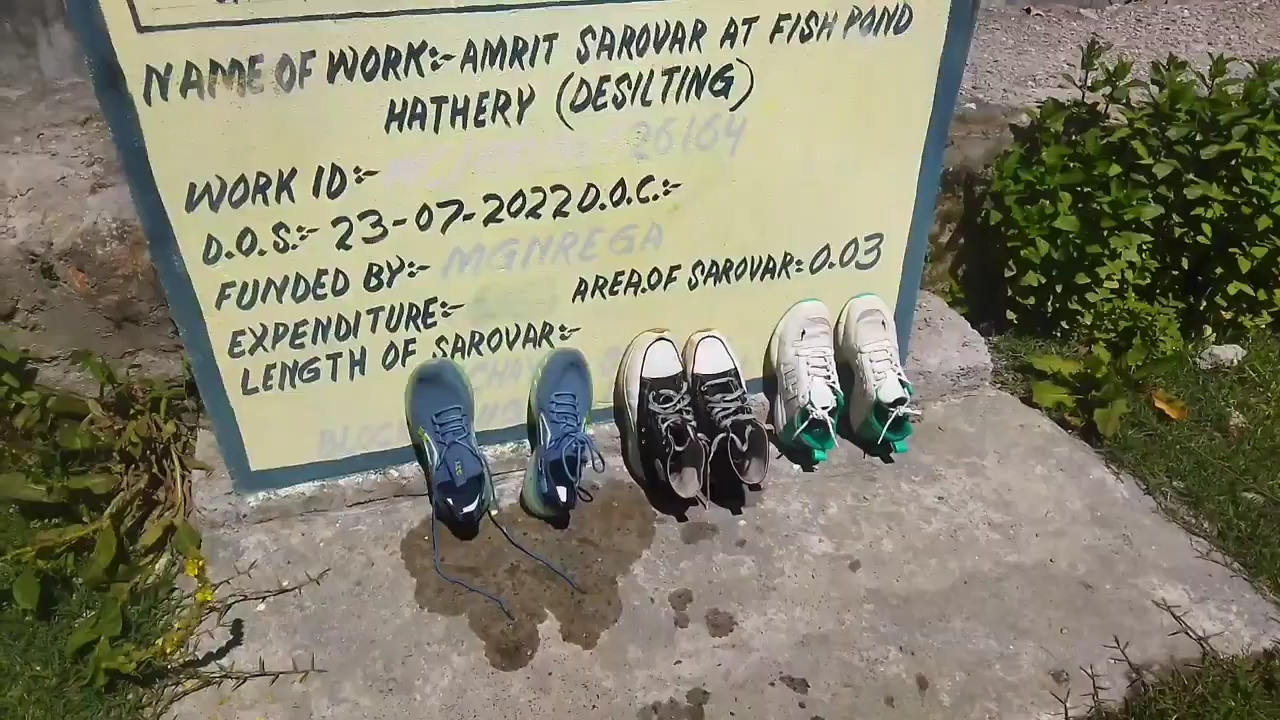 NAME OF WORK:- AMRIT SAROVAR AT FISH POND
HATHERY (DESILTING)
WORK ID:- 26164
D.O.S:- 23-07-2022 D.O.C.:-
FUNDED BY:- MGNREGA
EXPENDITURE:- AREA.OF SAROVAR:0.03
LENGTH OF SAROVAR:-